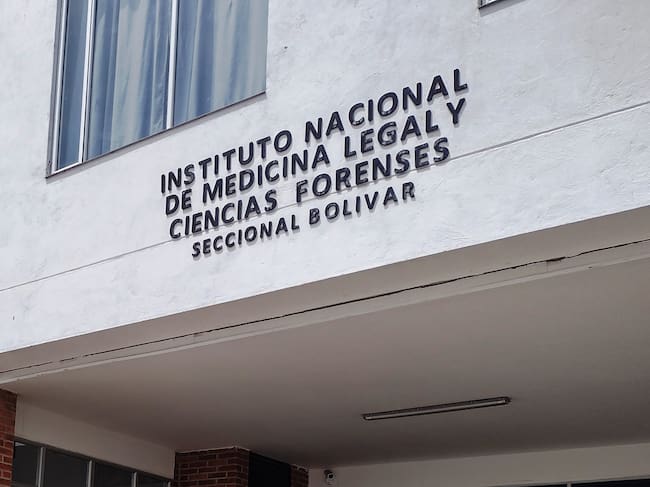 INSTITUTO NACIONAL
DE MEDICINA LEGAL Y
CIENCIAS FORENSES
SECCIONAL BOLIVAR